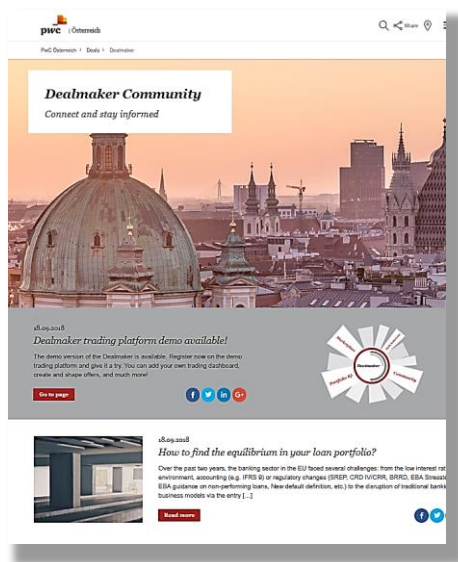 pwc | Österreich
Share
PwC Österreich Deals Dealmaker
Dealmaker Community
Connect and stay informed
18.09.2018
Dealmaker trading platform demo available!
The demo version of the Dealmaker is available. Register now on the demo
trading platform and give it a try. You can add your own trading dashboard,
create and shape offers, and much more!
Go to page
Marketplace
Dealmaker
Portfolio
Community
08.09.2018
How to find the equilibrium in your loan portfolio?
Over the past two years, the banking sector in the EU faced several challenges: from the low interest rat
environment, accounting (e.g. IFRS 9) or regulatory changes (SREP, CRD IV/CRR, BRRD, EBA Stresste
EBA guidance on non-performing loans, New default definition, etc.) to the disruption of traditional bankin
business models via the entry [...]
Read more